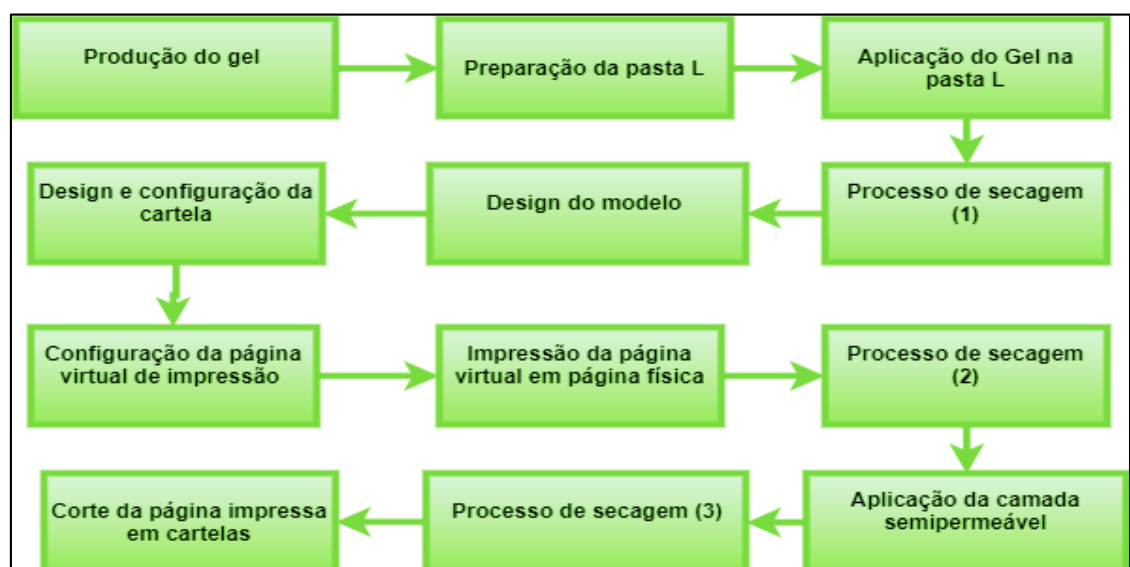 Produção do gel
Preparação da pasta L
Aplicação do Gel na
pasta L
Processo de secagem
(1)
Design do modelo
Design e configuração da
cartela
Configuração da página
virtual de impressão
Impressão da página
virtual em página física
Processo de secagem
(2)
Aplicação da camada
semipermeável
Processo de secagem (3)
Corte da página impressa
em cartelas